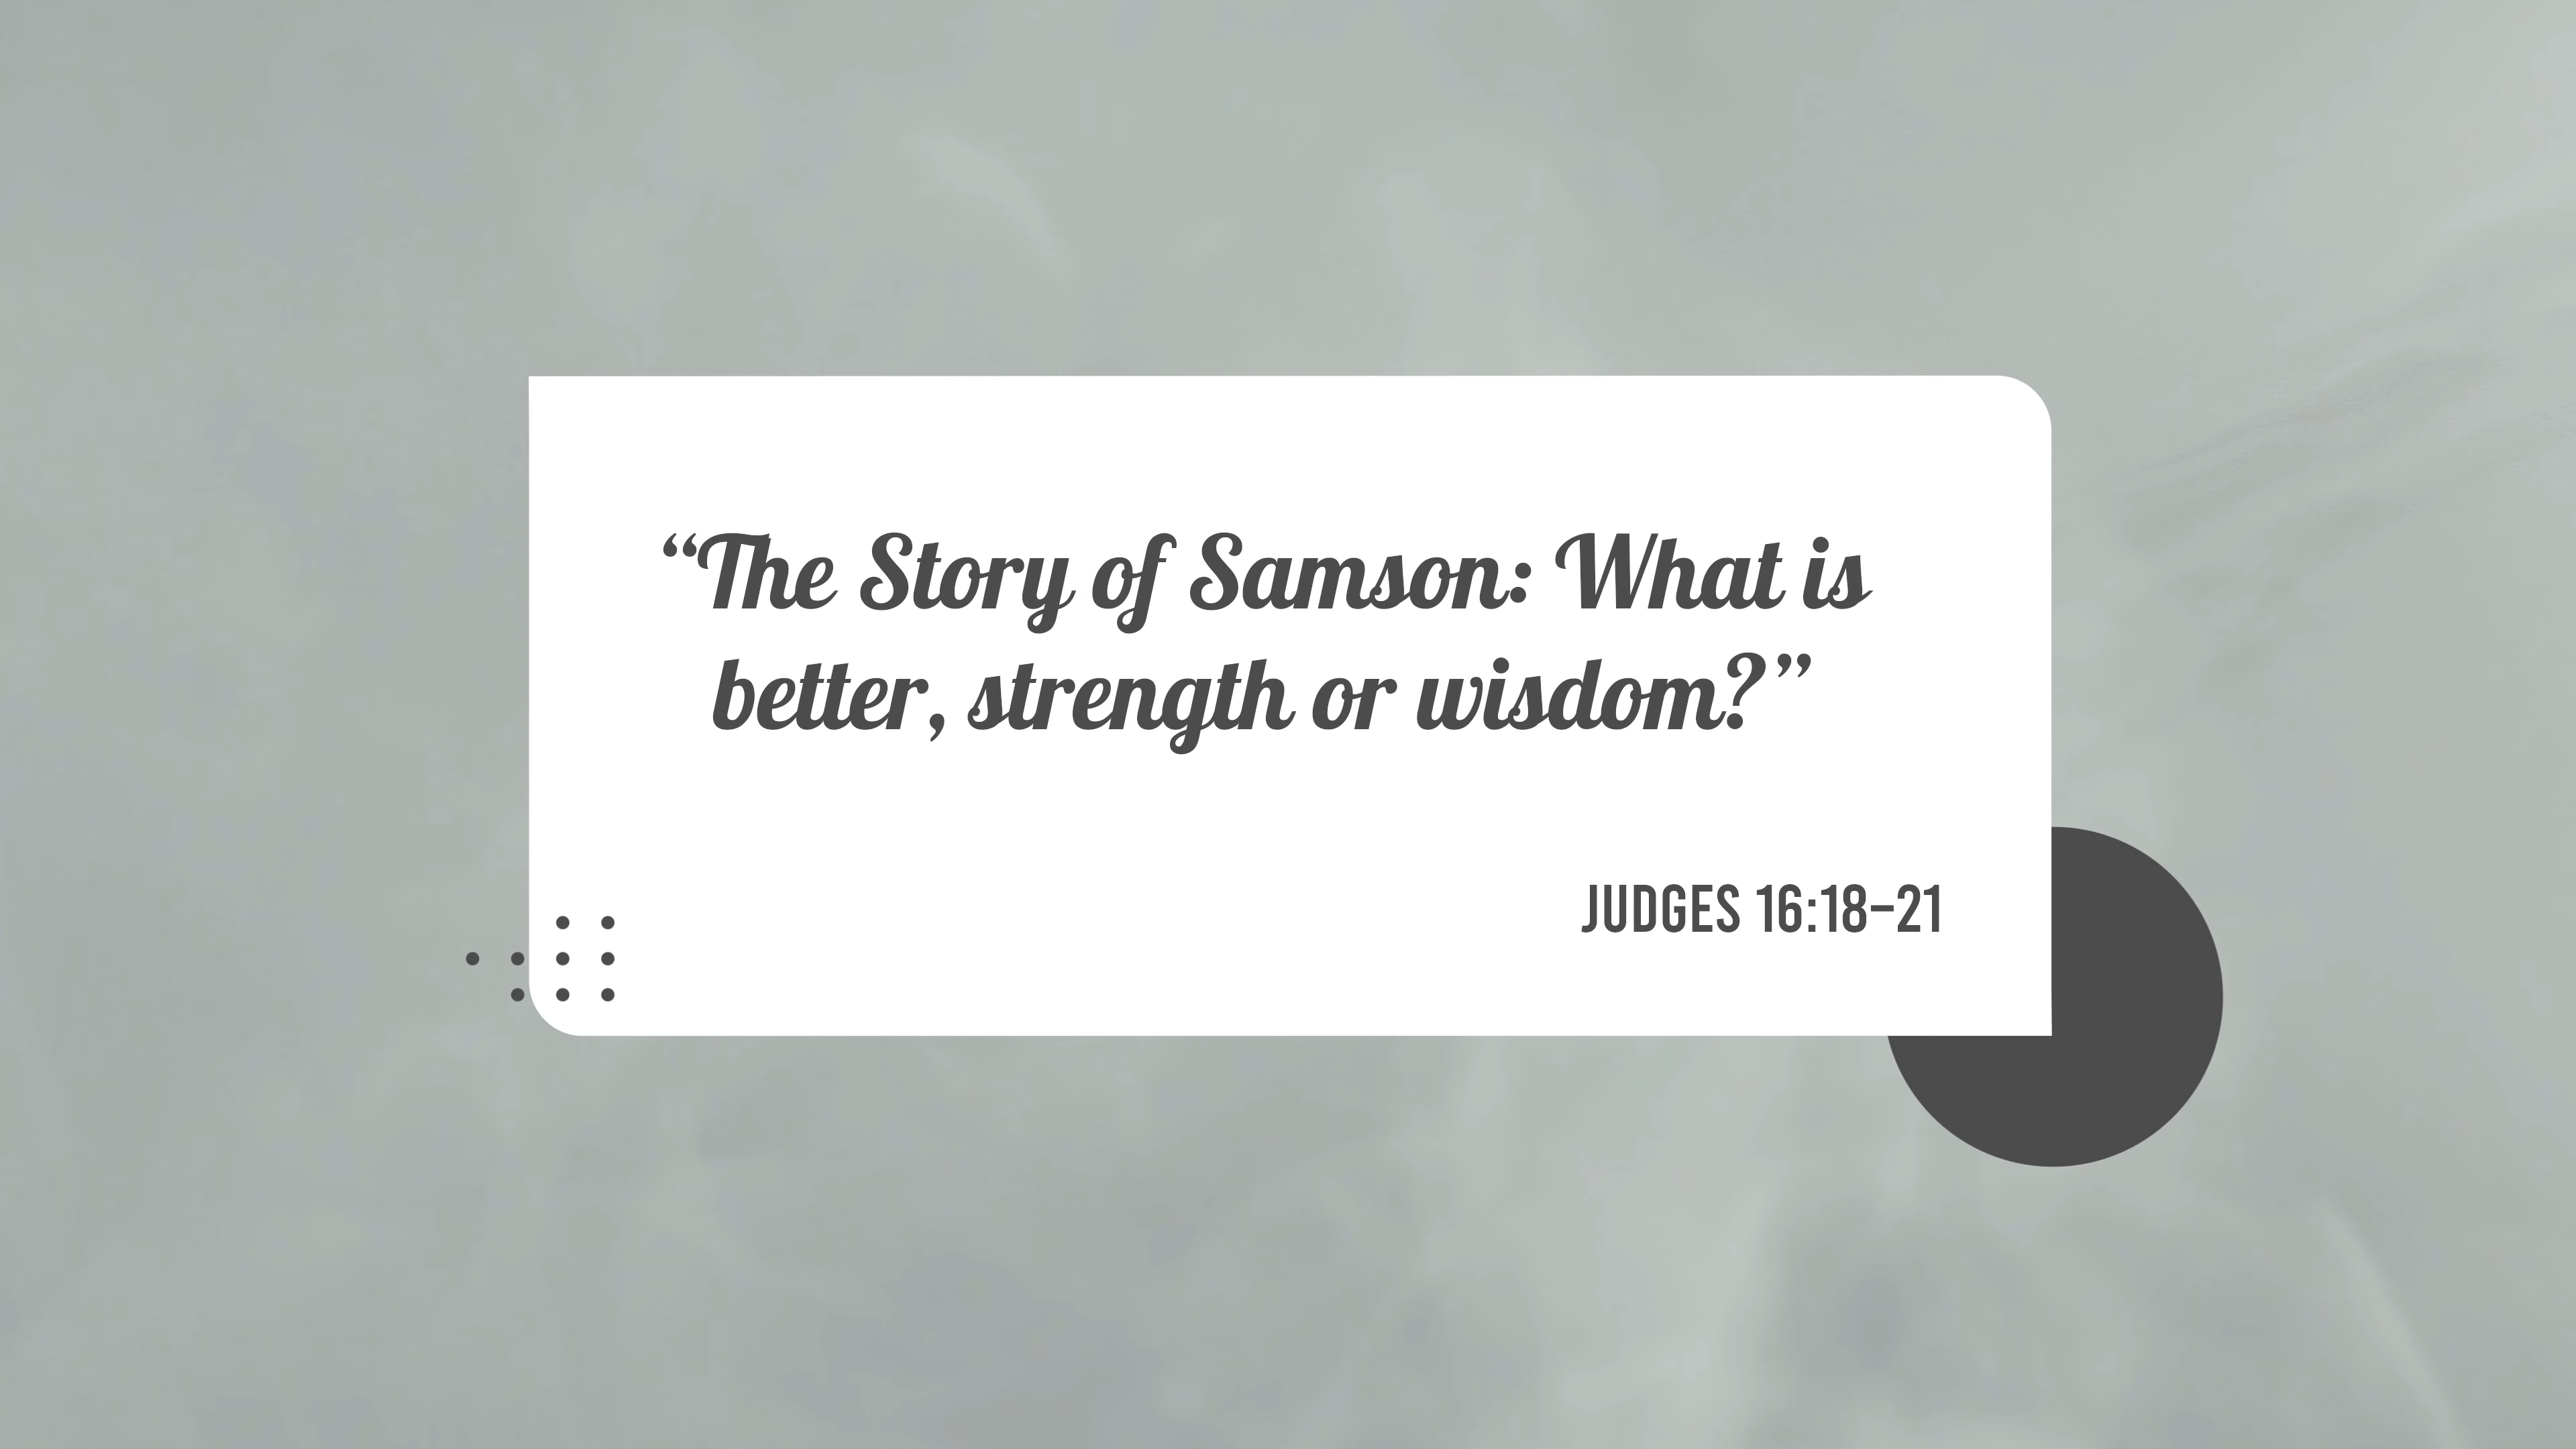 “The Story of Samson: What is
better, strength or wisdom?”
JUDGES 16:18–21